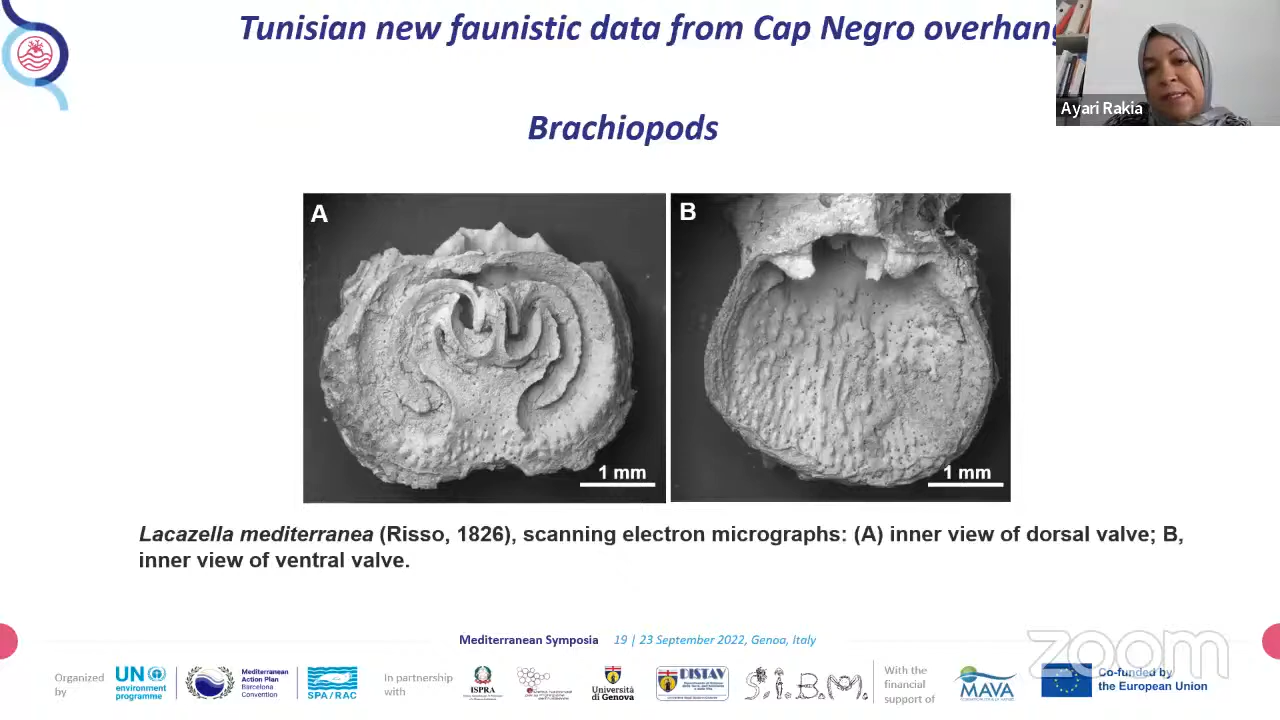 Tunisian new faunistic data from Cap Negro overhang
Ayari Rakia
Brachiopods
A
B
1 mm
1 mm
Lacazella mediterranea (Risso, 1826), scanning electron micrographs: (A) inner view of dorsal valve; B,
inner view of ventral valve.
Mediterranean Symposia 19 | 23 September 2022, Genoa, Italy
zoom
Organized
by
UN
environment
programme
Mediterranean
Action Plan
Barcelona
Convention
SPA/RAC
In partnership
with
ISPRA
Università
di Genova
DISTAV
S.I.B.M.
With the
financial
support of
MAVA
Co-funded by
the European Union